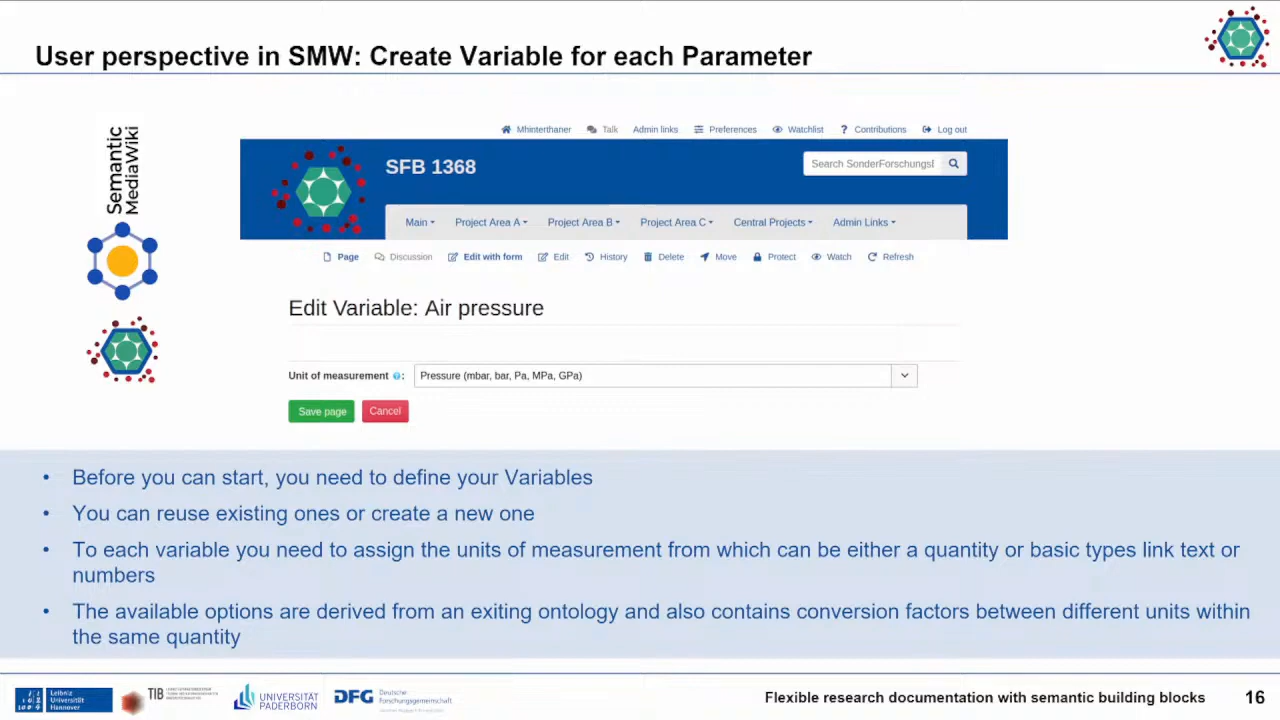 User perspective in SMW: Create Variable for each Parameter
Semantic
MediaWiki
Mhinterthaner Talk Admin links Preferences Watchlist ? Contributions Log out
SFB 1368
Search SonderForschungsl
Main Project Area A Project Area B Project Area C Central Projects Admin Links
Page Discussion Edit with form Edit History Delete Move Protect Watch Refresh
Edit Variable: Air pressure
Unit of measurement ?: Pressure (mbar, bar, Pa, MPa, GPa)
Save page Cancel
• Before you can start, you need to define your Variables
• You can reuse existing ones or create a new one
• To each variable you need to assign the units of measurement from which can be either a quantity or basic types link text or
numbers
• The available options are derived from an exiting ontology and also contains conversion factors between different units within
the same quantity
Leibniz
Universität
Hannover
TIB
UNIVERSITÄT
PADERBORN
DFG Deutsche
Forschungsgemeinschaft
Flexible research documentation with semantic building blocks 16